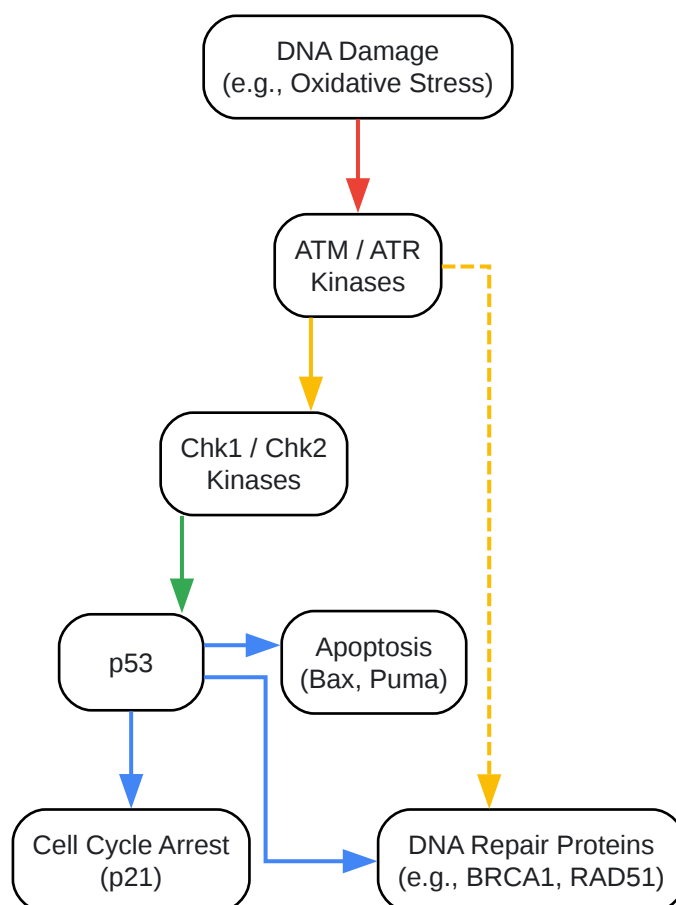 DNA Damage
(e.g., Oxidative Stress)
ATM / ATR
Kinases
Chk1 / Chk2
Kinases
p53
Apoptosis
(Bax, Puma)
Cell Cycle Arrest
(p21)
DNA Repair Proteins
(e.g., BRCA1, RAD51)